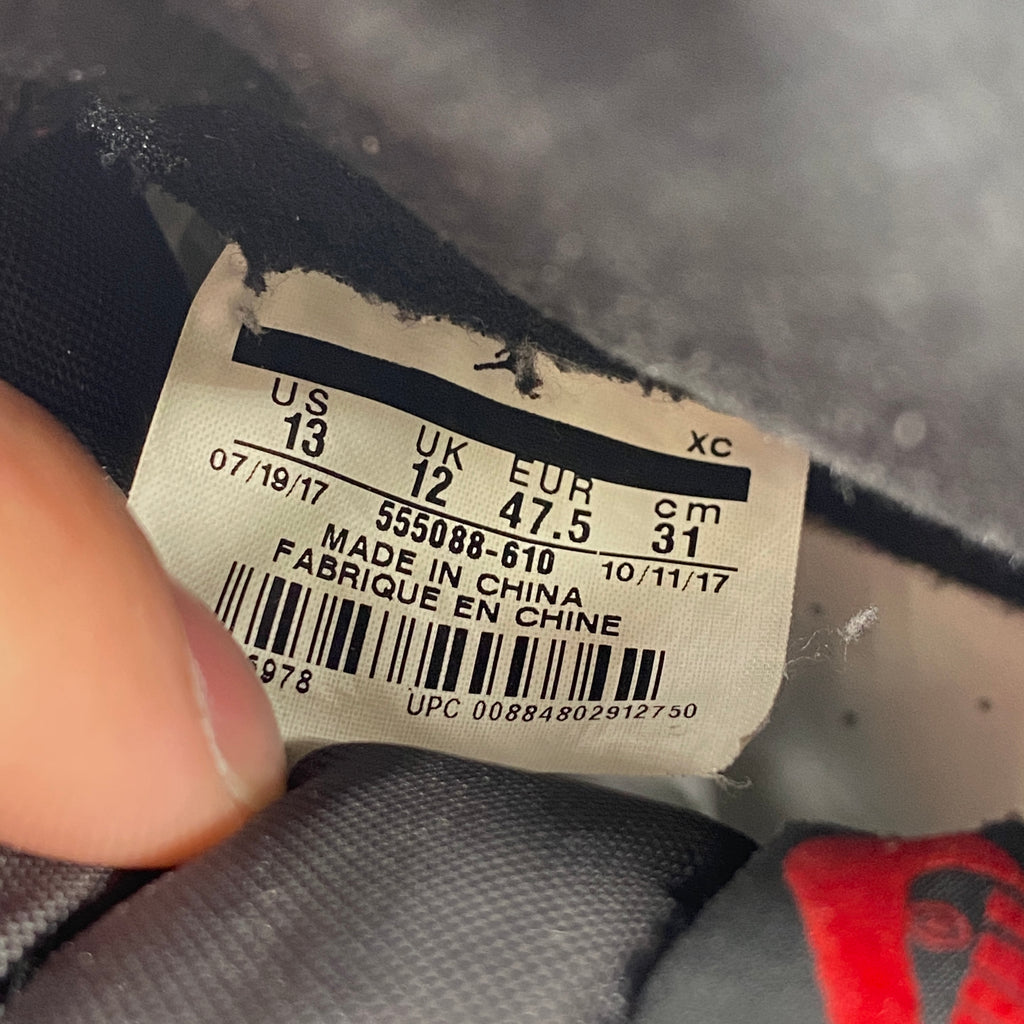 XC
US UK EUR cm
13 12 47.5 31
07/19/17 555088-610 10/11/17
MADE IN CHINA
FABRIQUE EN CHINE
5978
UPC 00884802912750